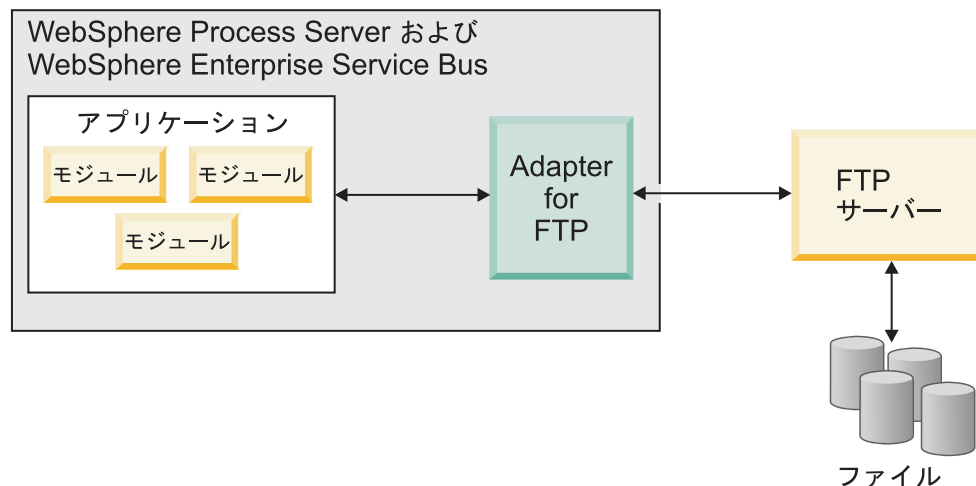 WebSphere Process Server および
WebSphere Enterprise Service Bus
アプリケーション
モジュール
モジュール
モジュール
Adapter
for
FTP
FTP
サーバー
ファイル